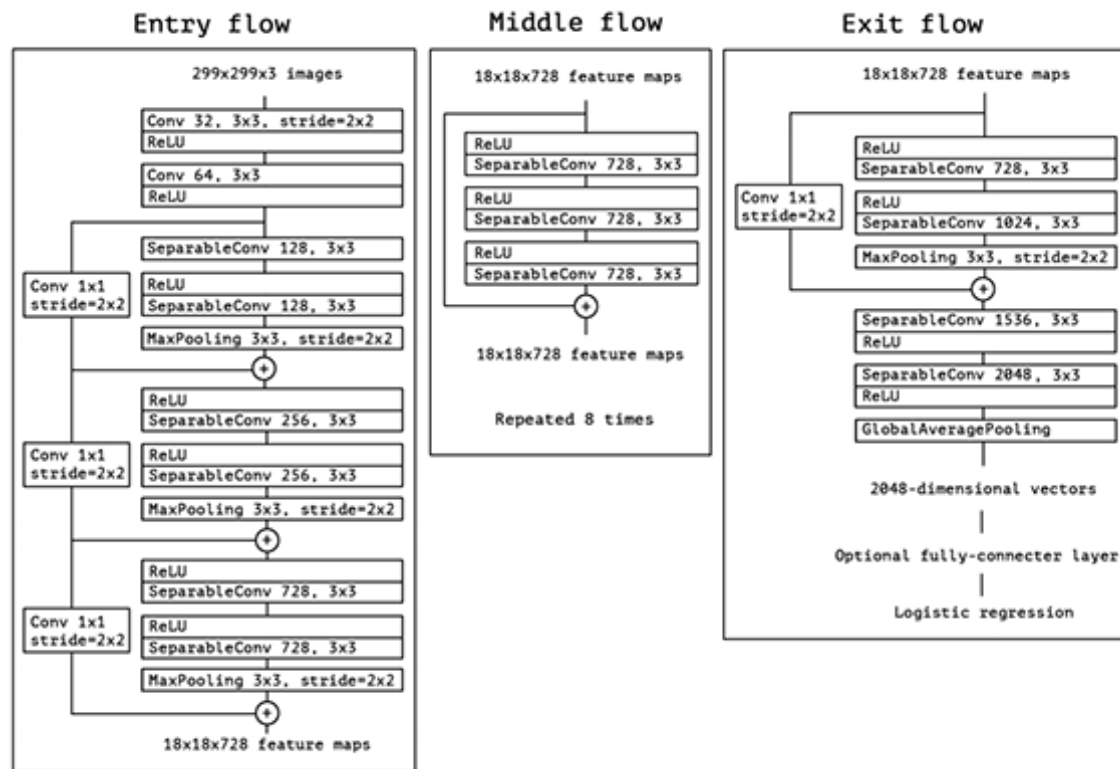 Entry flow
299x299x3 images
Conv 32, 3x3, stride=2x2
ReLU
Conv 64, 3x3
ReLU
SeparableConv 128, 3x3
Conv 1x1
stride=2x2
ReLU
SeparableConv 128, 3x3
MaxPooling 3x3, stride=2x2
+
ReLU
SeparableConv 256, 3x3
Conv 1x1
stride=2x2
ReLU
SeparableConv 256, 3x3
MaxPooling 3x3, stride=2x2
+
ReLU
SeparableConv 728, 3x3
Conv 1x1
stride=2x2
ReLU
SeparableConv 728, 3x3
MaxPooling 3x3, stride=2x2
+
18x18x728 feature maps
Middle flow
18x18x728 feature maps
ReLU
SeparableConv 728, 3x3
ReLU
SeparableConv 728, 3x3
ReLU
SeparableConv 728, 3x3
+
18x18x728 feature maps
Repeated 8 times
Exit flow
18x18x728 feature maps
ReLU
SeparableConv 728, 3x3
Conv 1x1
stride=2x2
ReLU
SeparableConv 1024, 3x3
MaxPooling 3x3, stride=2x2
+
SeparableConv 1536, 3x3
ReLU
SeparableConv 2048, 3x3
ReLU
GlobalAveragePooling
2048-dimensional vectors
Optional fully-connecter layer
Logistic regression